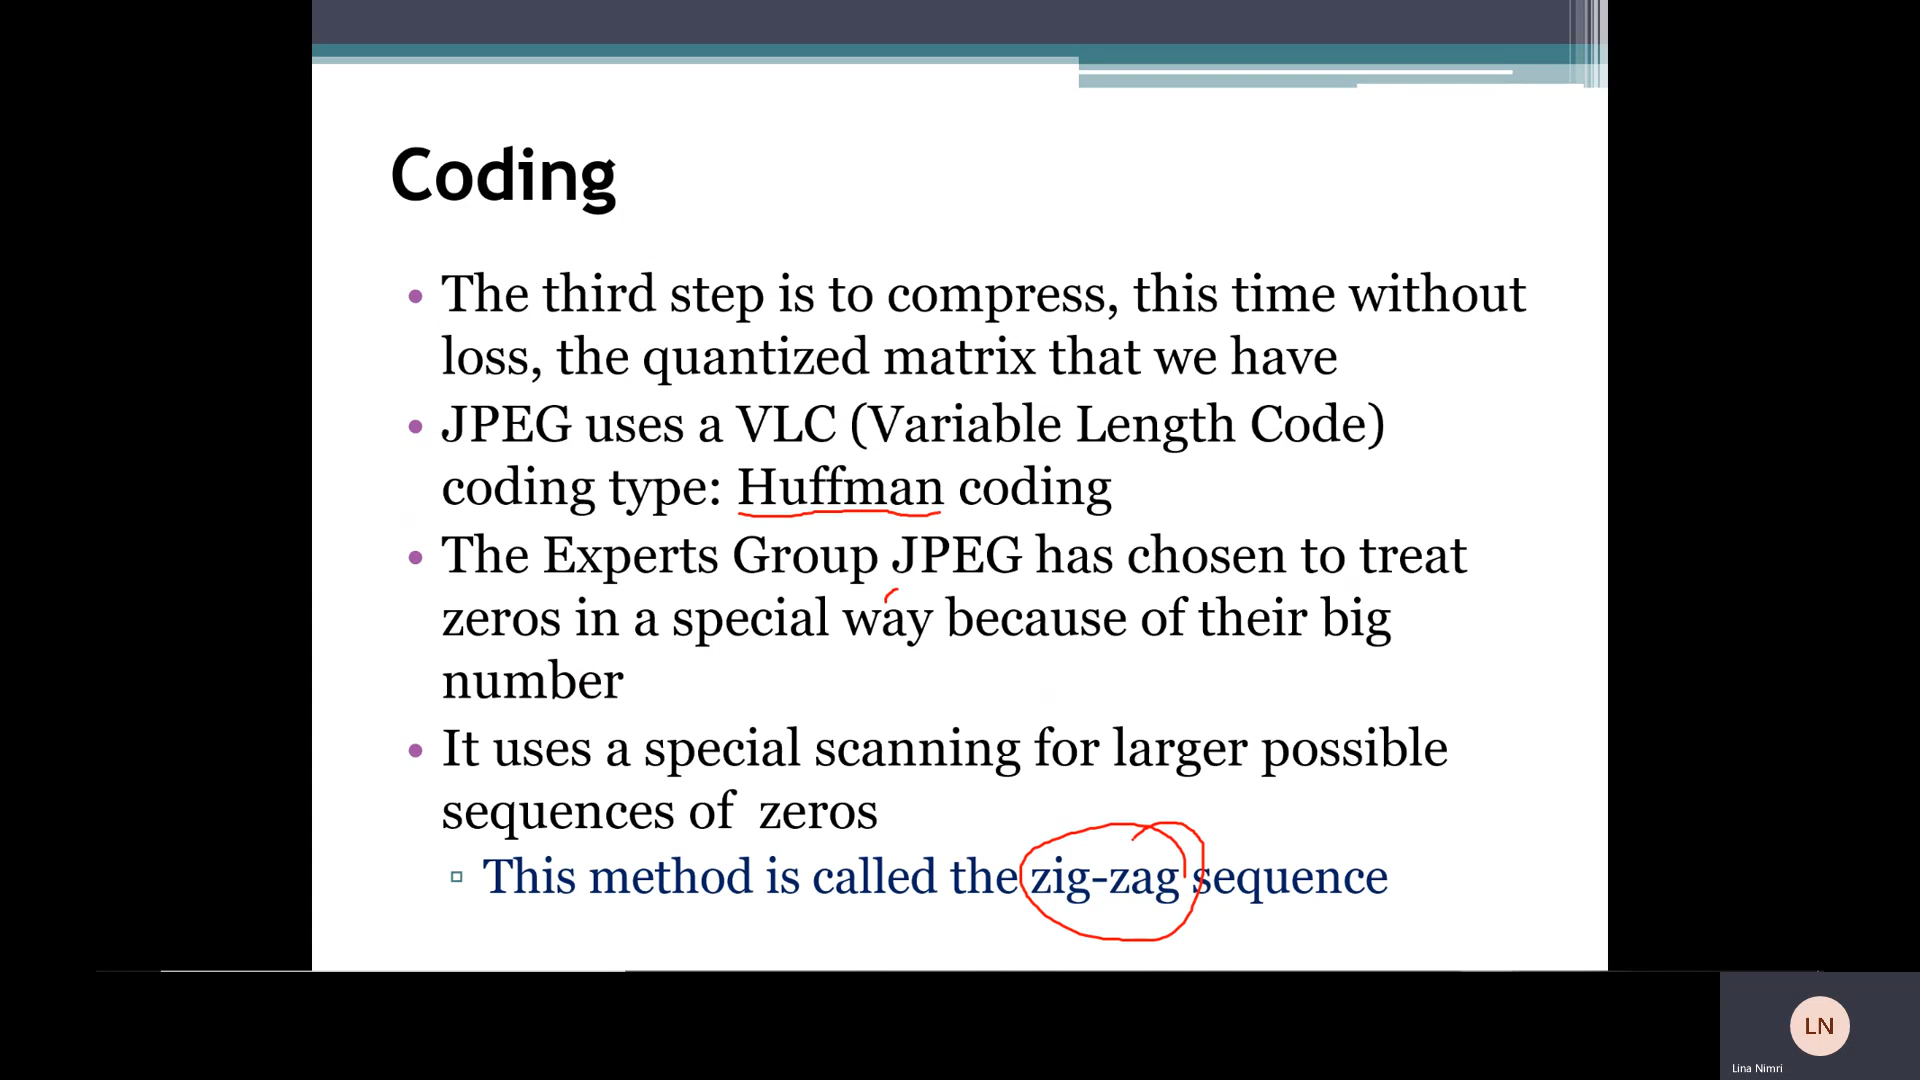 Coding
• The third step is to compress, this time without
loss, the quantized matrix that we have
• JPEG uses a VLC (Variable Length Code)
coding type: Huffman coding
• The Experts Group JPEG has chosen to treat
zeros in a special way because of their big
number
• It uses a special scanning for larger possible
sequences of zeros
▫ This method is called the zig-zag sequence
LN
Lina Nimri